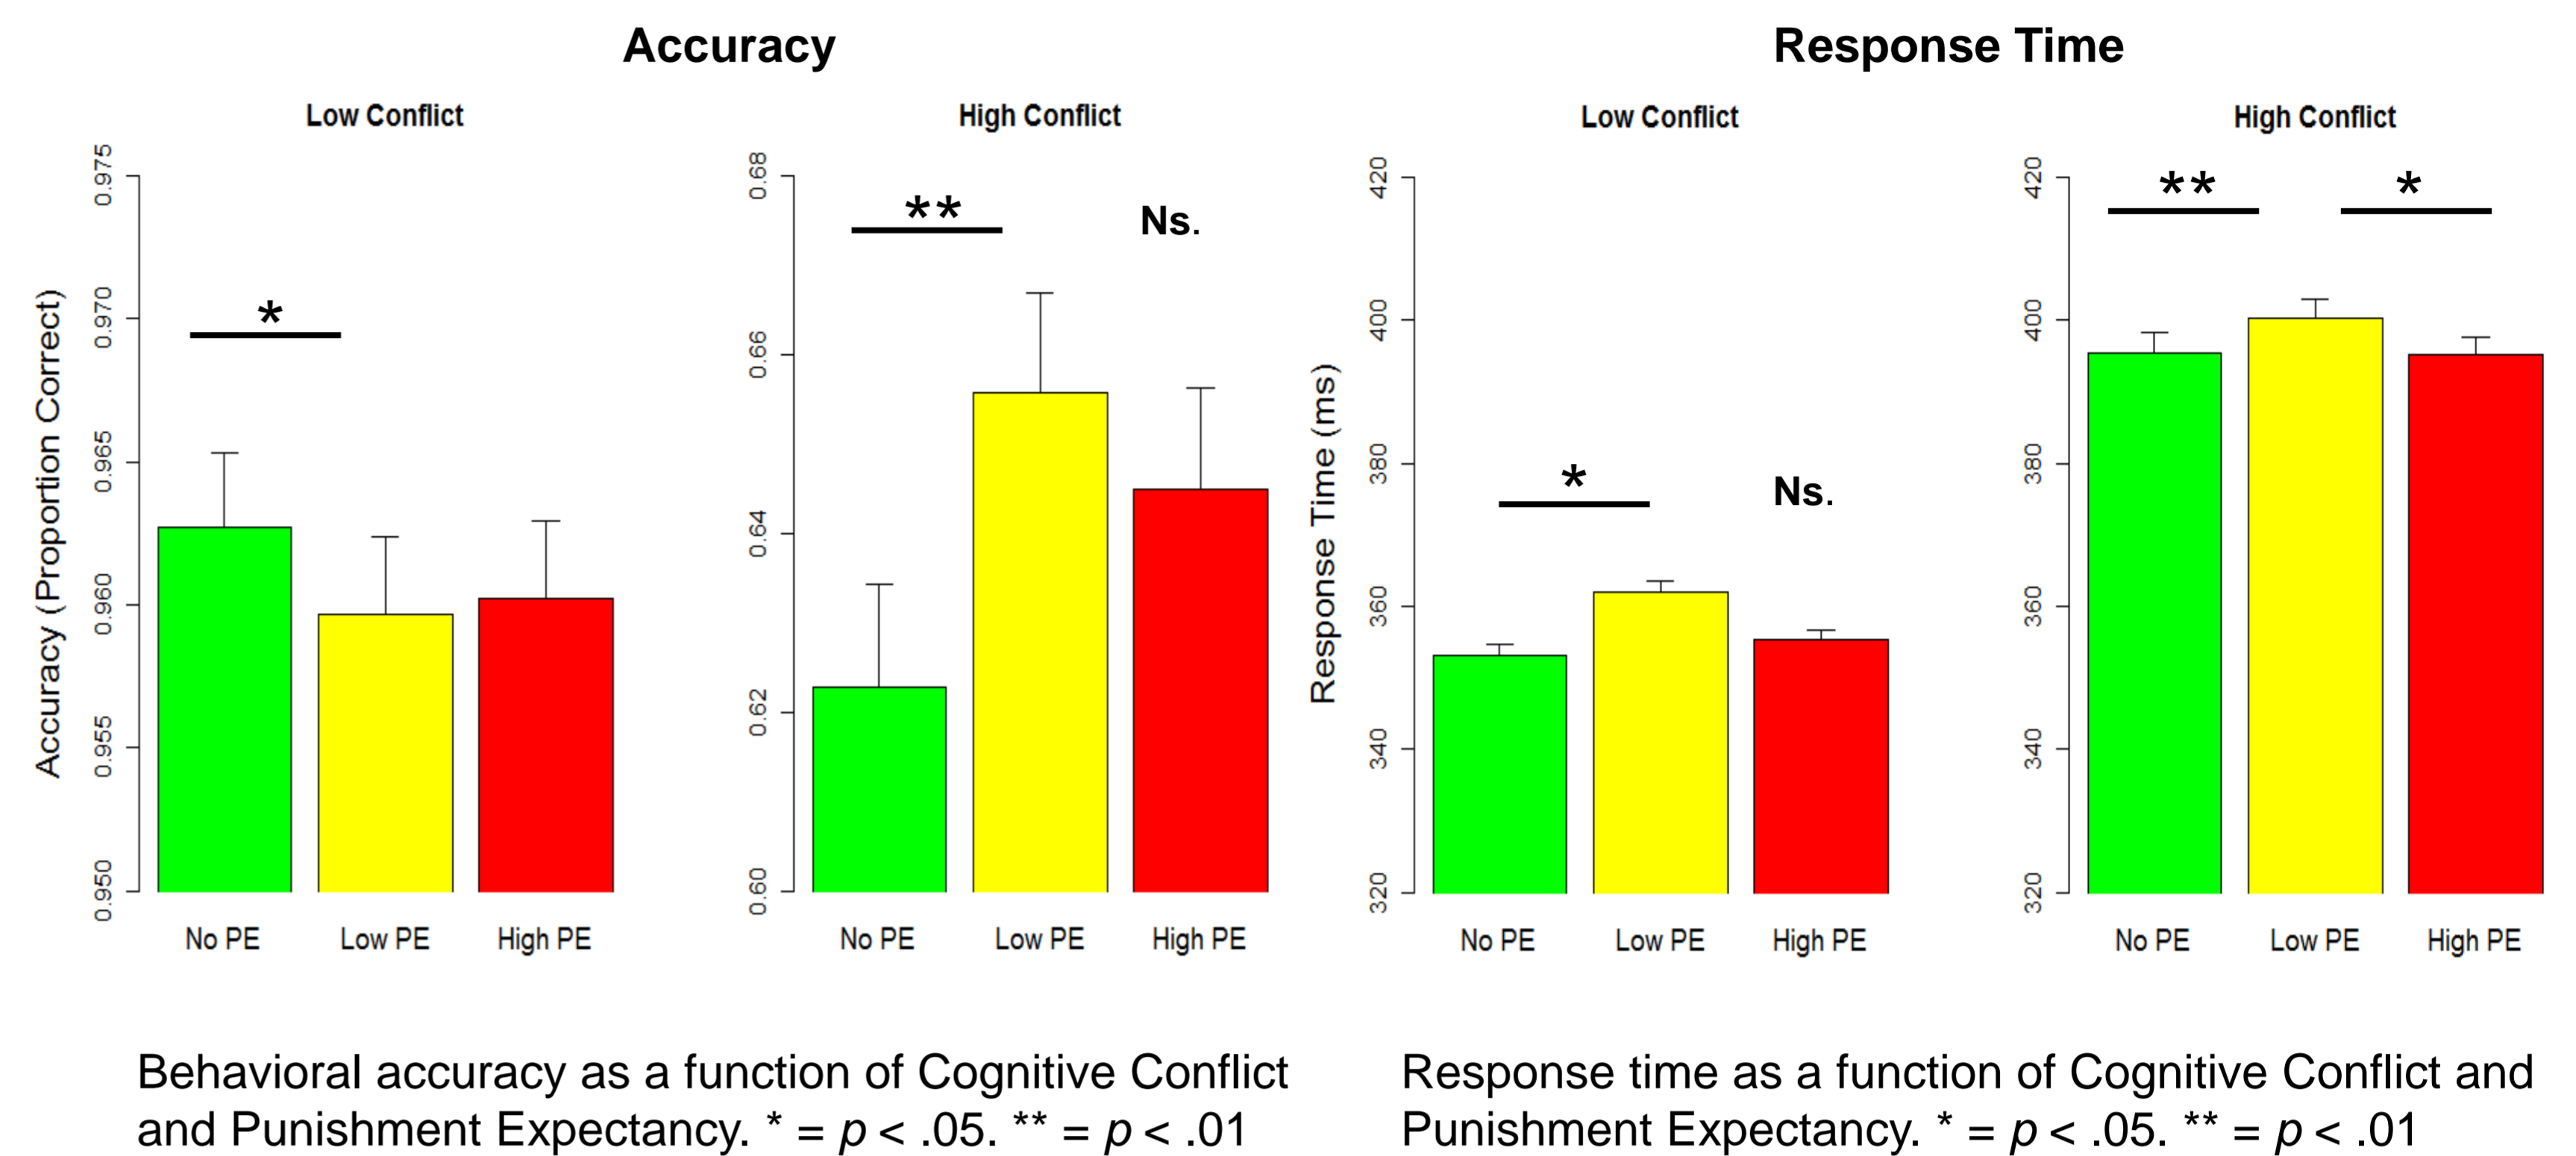 Accuracy
Response Time
Low Conflict
High Conflict
Low Conflict
High Conflict
Accuracy (Proportion Correct)
0.975
0.970
0.965
0.960
0.955
0.950
*
No PE
Low PE
High PE
0.68
0.66
0.64
0.62
0.60
**
Ns.
No PE
Low PE
High PE
Response Time (ms)
420
400
380
360
340
320
*
Ns.
No PE
Low PE
High PE
420
400
380
360
340
320
**
*
No PE
Low PE
High PE
Behavioral accuracy as a function of Cognitive Conflict
and Punishment Expectancy. * = p < .05. ** = p < .01
Response time as a function of Cognitive Conflict and
Punishment Expectancy. * = p < .05. ** = p < .01